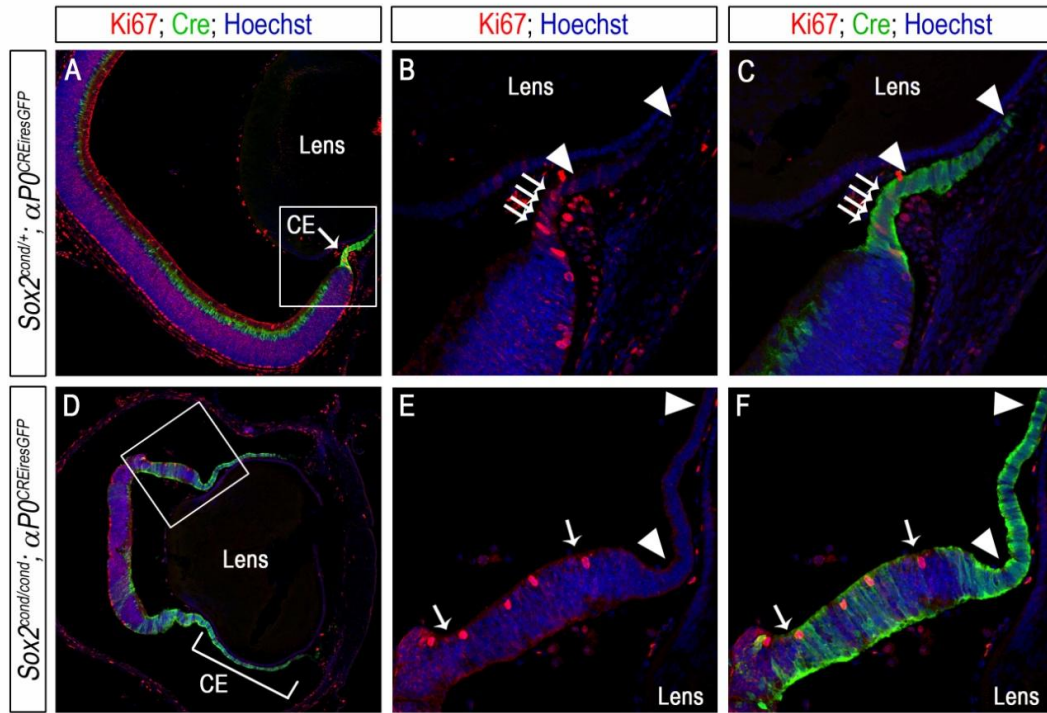 Ki67; Cre; Hoechst
Ki67; Hoechst
Ki67; Cre; Hoechst
Sox2cond/+; αP0CREiresGFP
A
Lens
CE
B
Lens
C
Lens
Sox2cond/cond; αP0CREiresGFP
D
Lens
CE
E
Lens
F
Lens